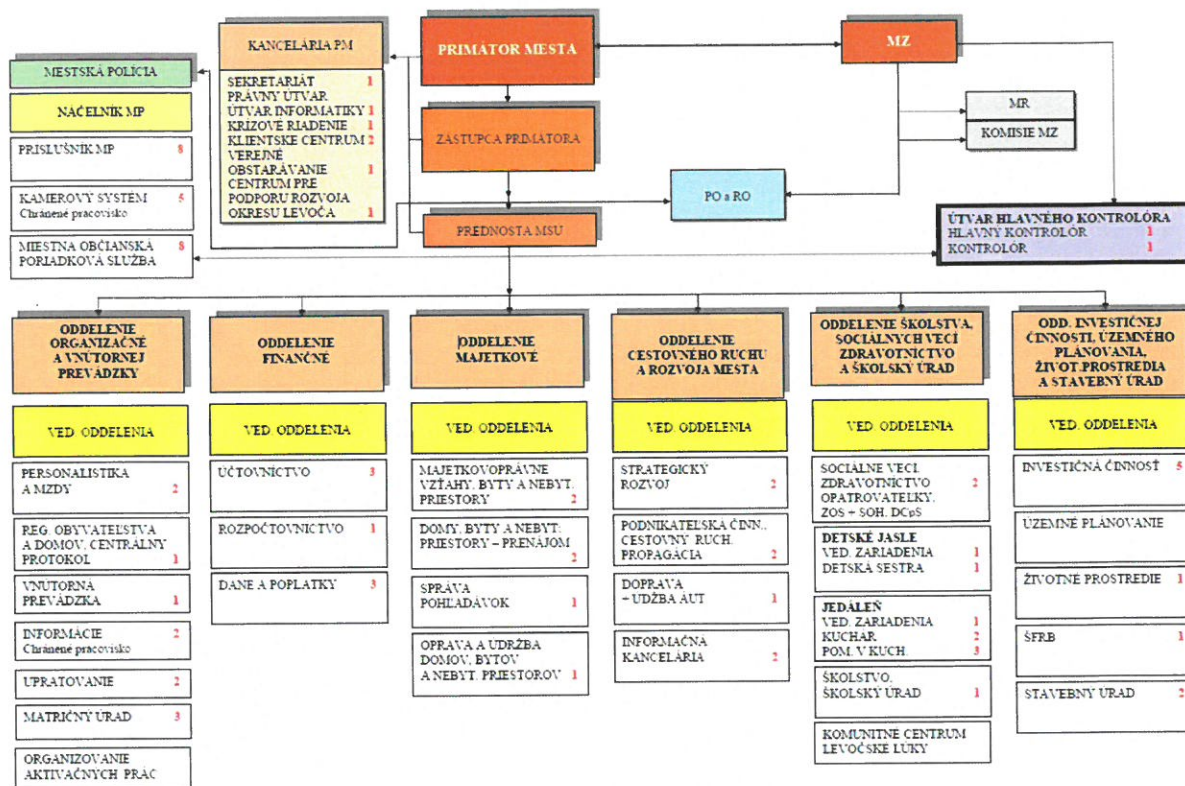 KANCELÁRIA PM
SEKRETARIÁT 1
PRÁVNY ÚTVAR
ÚTVAR INFORMATIKY 1
KRÍZOVE RIADENIE 1
KLIENTSKE CENTRUM 2
VEREJNÉ
OBSTARÁVANIE 1
CENTRUM PRE
PODPORU ROZVOJA
OKRESU LEVOČA 1
PRIMÁTOR MESTA
MZ
MESTSKÁ POLÍCIA
NÁČELNÍK MP
PRÍSLUŠNÍK MP 8
KAMEROVÝ SYSTÉM 5
Chránené pracovisko
MIESTNA OBČIANSKA 8
PORIADKOVÁ SLUŽBA
ZÁSTUPCA PRIMÁTORA
PREDNOSTA MSÚ
PO a RO
MR
KOMISIE MZ
ÚTVAR HLAVNÉHO KONTROLÓRA
HLAVNÝ KONTROLÓR 1
KONTROLÓR 1
ODDELENIE
ORGANIZAČNÉ
A VNÚTORNEJ
PREVÁDZKY
VED. ODDELENIA
PERSONALISTIKA
A MZDY 2
REG. OBYVATEĽSTVA
A DOMOV. CENTRÁLNY
PROTOKOL 1
VNÚTORNÁ
PREVÁDZKA 1
INFORMÁCIE 2
Chránené pracovisko
UPRATOVANIE 2
MATRIČNÝ ÚRAD 3
ORGANIZOVANIE
AKTIVAČNÝCH PRÁC
ODDELENIE
FINANČNÉ
VED. ODDELENIA
ÚČTOVNÍCTVO 3
ROZPOČTOVNÍCTVO 1
DANE A POPLATKY 3
ODDELENIE
MAJETKOVÉ
VED. ODDELENIA
MAJETKOVOPRÁVNE
VZŤAHY. BYTY A NEBYT.
PRIESTORY 2
DOMY, BYTY A NEBYT:
PRIESTORY – PRENÁJOM
2
SPRÁVA
POHĽADÁVOK 1
OPRAVA A UDRŽBA
DOMOV, BYTOV
A NEBYT. PRIESTOROV 1
ODDELENIE
CESTOVNÉHO RUCHU
A ROZVOJA MESTA
VED. ODDELENIA
STRATEGICKÝ
ROZVOJ 2
PODNIKATEĽSKÁ ČINN.,
CESTOVNÝ RUCH.
PROPAGÁCIA 2
DOPRAVA
+ UDŽBA AUT 1
INFORMAČNÁ
KANCELÁRIA 2
ODDELENIE ŠKOLSTVA,
SOCIÁLNYCH VECÍ
ZDRAVOTNÍCTVO
A ŠKOLSKÝ ÚRAD
VED. ODDELENIA
SOCIÁLNE VECI.
ZDRAVOTNÍCTVO 2
OPATROVATEĽKY.
ZOS + SOH. DCpS
DETSKÉ JASLE
VED. ZARIADENIA 1
DETSKÁ SESTRA 1
JEDÁLEŇ
VED. ZARIADENIA 1
KUCHÁR 2
POM. V KUCH. 3
ŠKOLSTVO.
ŠKOLSKÝ ÚRAD 1
KOMUNITNÉ CENTRUM
LEVOČSKÉ LÚKY
ODD. INVESTIČNEJ
ČINNOSTI, ÚZEMNÉHO
PLÁNOVANIA,
ŽIVOT.PROSTREDIA
A STAVEBNÝ ÚRAD
VED. ODDELENIA
INVESTIČNÁ ČINNOSŤ 5
ÚZEMNÉ PLÁNOVANIE
ŽIVOTNÉ PROSTREDIE 1
ŠFRB 1
STAVEBNÝ ÚRAD 2